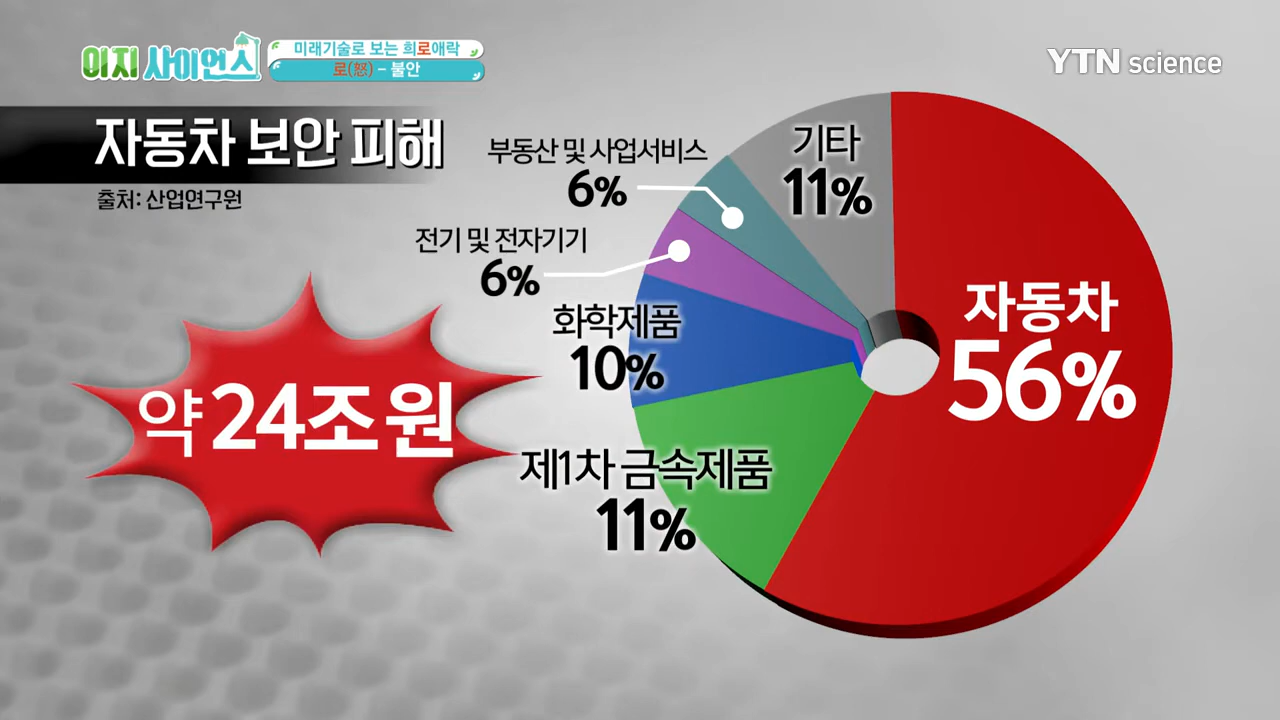 이지 사이언스
미래기술로 보는 희로애락
로(怒) - 불안
YTN science
자동차 보안 피해
출처: 산업연구원
부동산 및 사업서비스
6%
기타
11%
전기 및 전자기기
6%
화학제품
10%
자동차
56%
약 24조 원
제1차 금속제품
11%